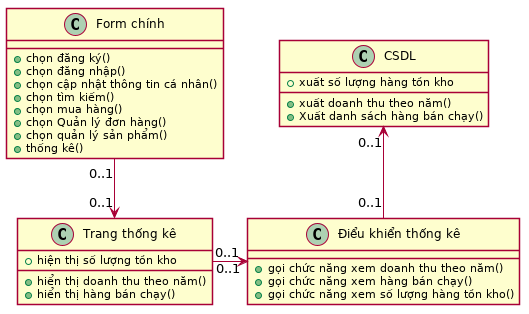 C Form chính
chọn đăng ký()
chọn đăng nhập()
chọn cập nhật thông tin cá nhân()
chọn tìm kiếm()
chọn mua hàng()
chọn Quản lý đơn hàng()
chọn quản lý sản phẩm()
thống kê()
C CSDL
xuất số lượng hàng tồn kho
xuất doanh thu theo năm()
Xuất danh sách hàng bán chạy()
0..1
0..1
0..1
0..1
C Trang thống kê
hiện thị số lượng tồn kho
hiển thị doanh thu theo năm()
hiển thị hàng bán chạy()
0..1
0..1
C Điểu khiển thống kê
gọi chức năng xem doanh thu theo năm()
gọi chức năng xem hàng bán chạy()
gọi chức năng xem số lượng hàng tồn kho()